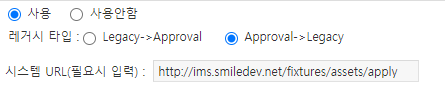 사용 사용안함
레거시 타입 : Legacy->Approval Approval->Legacy
시스템 URL(필요시 입력) : http://ims.smiledev.net/fixtures/assets/apply